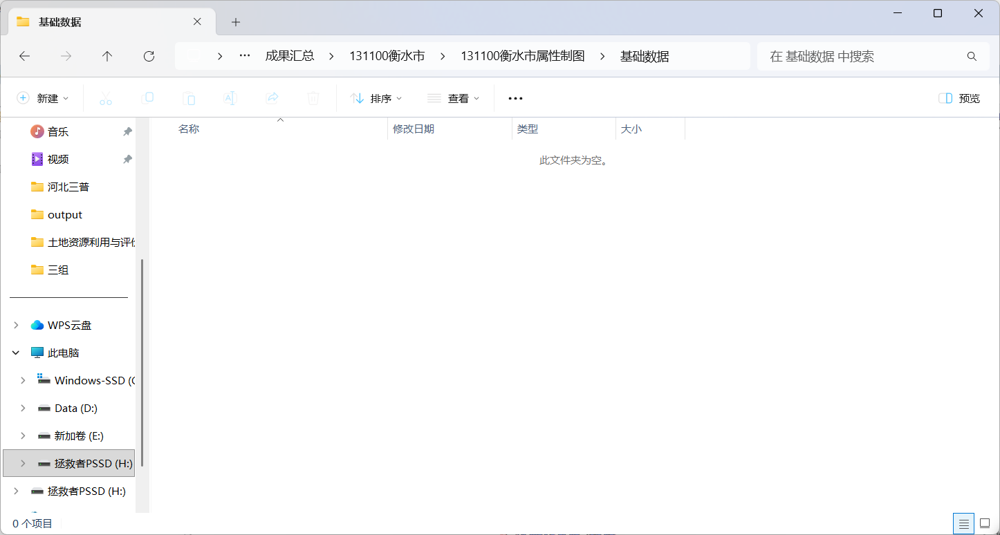 基础数据
成果汇总 131100衡水市 131100衡水市属性制图 基础数据
在 基础数据 中搜索
新建 排序 查看 预览
名称 修改日期 类型 大小
此文件夹为空。
音乐
视频
河北三普
output
土地资源利用与评
三组
WPS云盘
此电脑
Windows-SSD (
Data (D:)
新加卷 (E:)
拯救者PSSD (H:)
拯救者PSSD (H:)
0 个项目